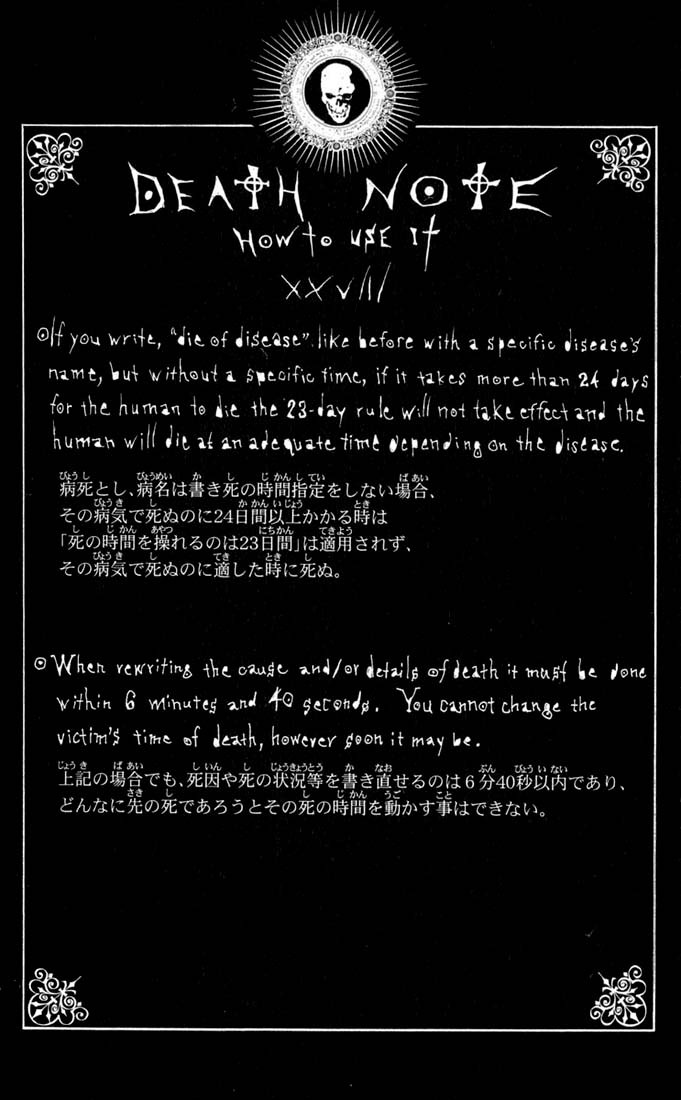 DEATH NOTE
HOW to USE It
XXVIII
If you write, "die of disease" like before with a specific disease's
name, but without a specific time, if it takes more than 24 days
for the human to die the 23-day rule will not take effect and the
human will die at an adequate time depending on the disease.
病死とし、病名は書き死の時間指定をしない場合、
その病気で死ぬのに24日間以上かかる時は
「死の時間を操れるのは23日間」は適用されず、
その病気で死ぬのに適した時に死ぬ。
When rewriting the cause and/or details of death it must be done
within 6 minutes and 40 seconds. You cannot change the
victim's time of death, however soon it may be.
上記の場合でも、死因や死の状況等を書き直せるのは6分40秒以内であり、
どんなに先の死であろうとその死の時間を動かす事はできない。